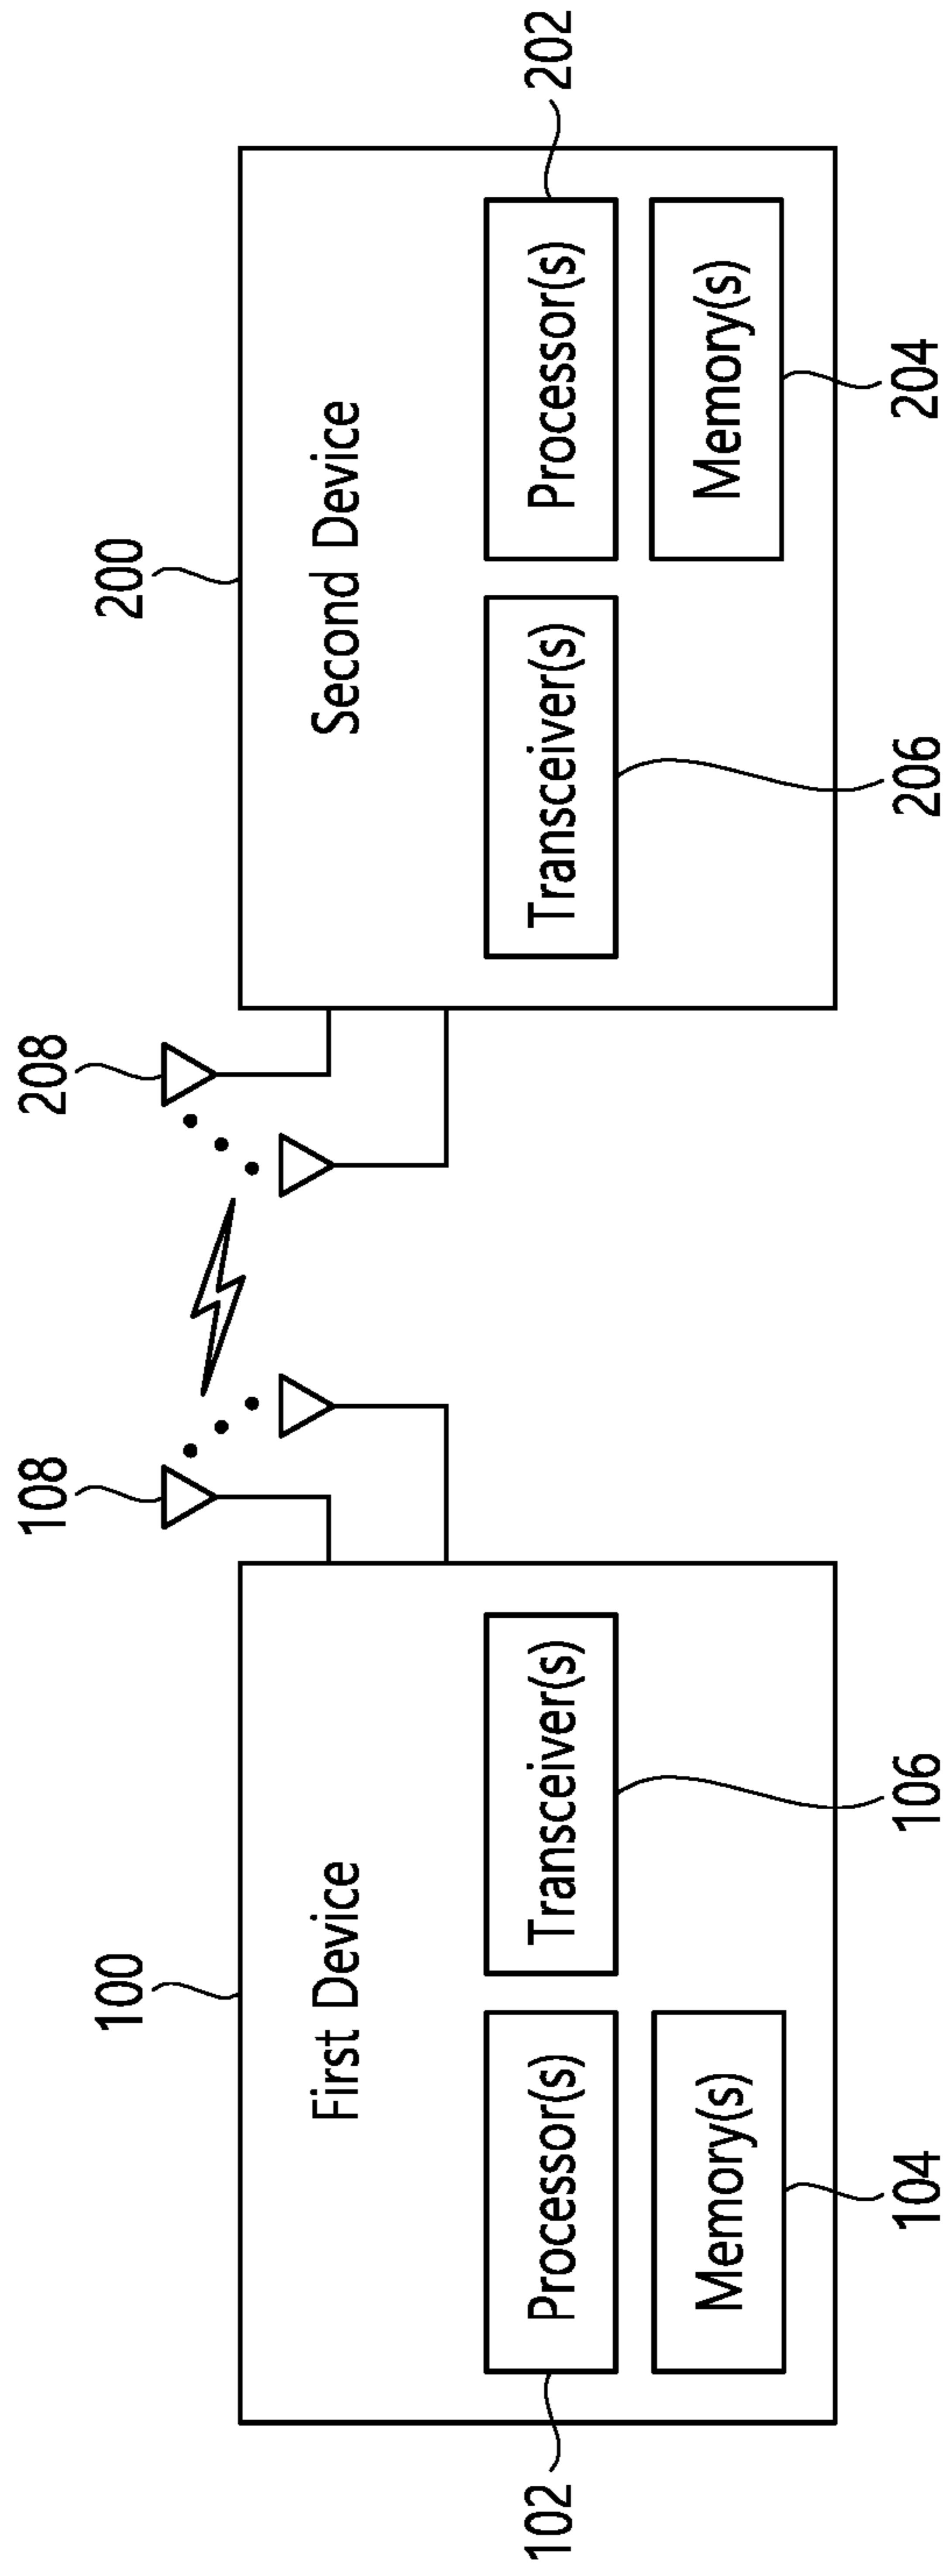 108
208
100
200
First Device
Second Device
Processor(s)
Transceiver(s)
Transceiver(s)
Processor(s)
102
202
Memory(s)
Memory(s)
104
106
206
204